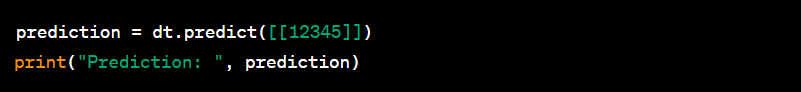 prediction = dt.predict([[12345]])
print("Prediction: ", prediction)